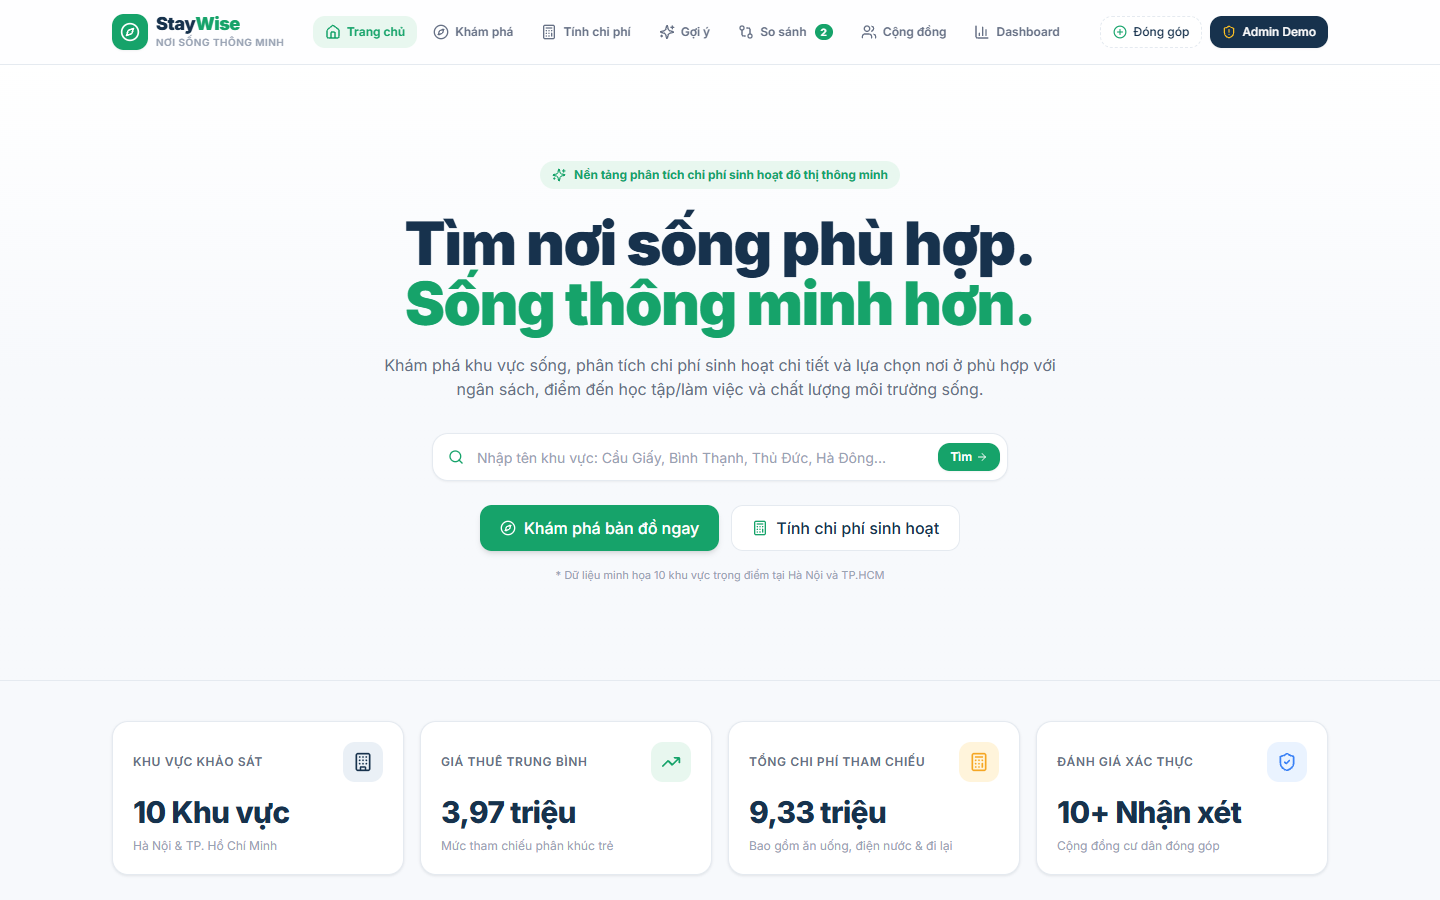 StayWise
NƠI SỐNG THÔNG MINH
Trang chủ
Khám phá
Tính chi phí
Gợi ý
So sánh 2
Cộng đồng
Dashboard
Đóng góp
Admin Demo
Nền tảng phân tích chi phí sinh hoạt đô thị thông minh
Tìm nơi sống phù hợp.
Sống thông minh hơn.
Khám phá khu vực sống, phân tích chi phí sinh hoạt chi tiết và lựa chọn nơi ở phù hợp với
ngân sách, điểm đến học tập/làm việc và chất lượng môi trường sống.
Nhập tên khu vực: Cầu Giấy, Bình Thạnh, Thủ Đức, Hà Đông...
Tìm →
Khám phá bản đồ ngay
Tính chi phí sinh hoạt
* Dữ liệu minh họa 10 khu vực trọng điểm tại Hà Nội và TP.HCM
KHU VỰC KHẢO SÁT
10 Khu vực
Hà Nội & TP. Hồ Chí Minh
GIÁ THUÊ TRUNG BÌNH
3,97 triệu
Mức tham chiếu phân khúc trẻ
TỔNG CHI PHÍ THAM CHIẾU
9,33 triệu
Bao gồm ăn uống, điện nước & đi lại
ĐÁNH GIÁ XÁC THỰC
10+ Nhận xét
Cộng đồng cư dân đóng góp